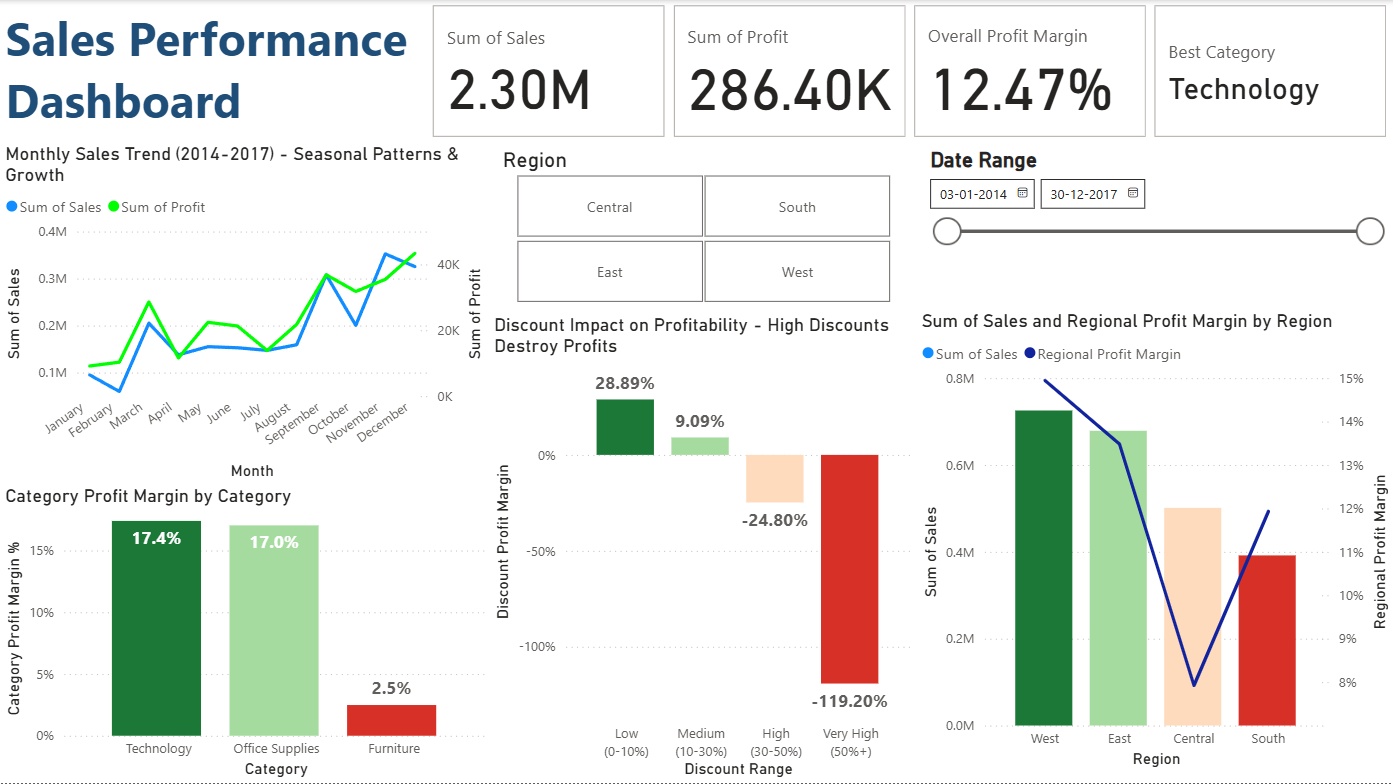 Sales Performance
Dashboard
Sum of Sales
2.30M
Sum of Profit
286.40K
Overall Profit Margin
12.47%
Best Category
Technology
Monthly Sales Trend (2014-2017) - Seasonal Patterns &
Growth
Sum of Sales Sum of Profit
0.4M
0.3M
0.2M
0.1M
Sum of Sales
40K
20K
0K
Sum of Profit
January
February
March
April
May
June
July
August
September
October
November
December
Month
Region
Central
South
East
West
Date Range
03-01-2014
30-12-2017
Category Profit Margin by Category
Category Profit Margin %
15%
10%
5%
0%
17.4%
17.0%
2.5%
Technology
Office Supplies
Furniture
Category
Discount Impact on Profitability - High Discounts
Destroy Profits
Discount Profit Margin
0%
-50%
-100%
28.89%
9.09%
-24.80%
-119.20%
Low
(0-10%)
Medium
(10-30%)
High
(30-50%)
Very High
(50%+)
Discount Range
Sum of Sales and Regional Profit Margin by Region
Sum of Sales Regional Profit Margin
Sum of Sales
0.8M
0.6M
0.4M
0.2M
0.0M
15%
14%
13%
12%
11%
10%
9%
8%
Regional Profit Margin
West
East
Central
South
Region